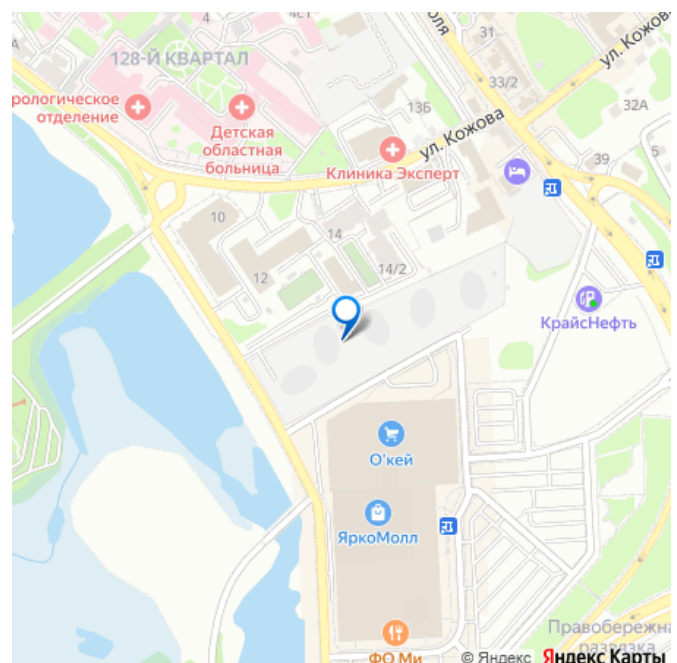 4
4с1
оля
31
ул. Кожова
128-Й КВАРТАЛ
33/2
рологическое
отделение
13Б
32А
Детская
областная
больница
ул. Кожова
Клиника Эксперт
39
5
10
14
12
14/2
КрайсНефть
О'кей
ЯркоМолл
Правобережна
развязка
ФО Ми
© Яндекс Яндекс Карты